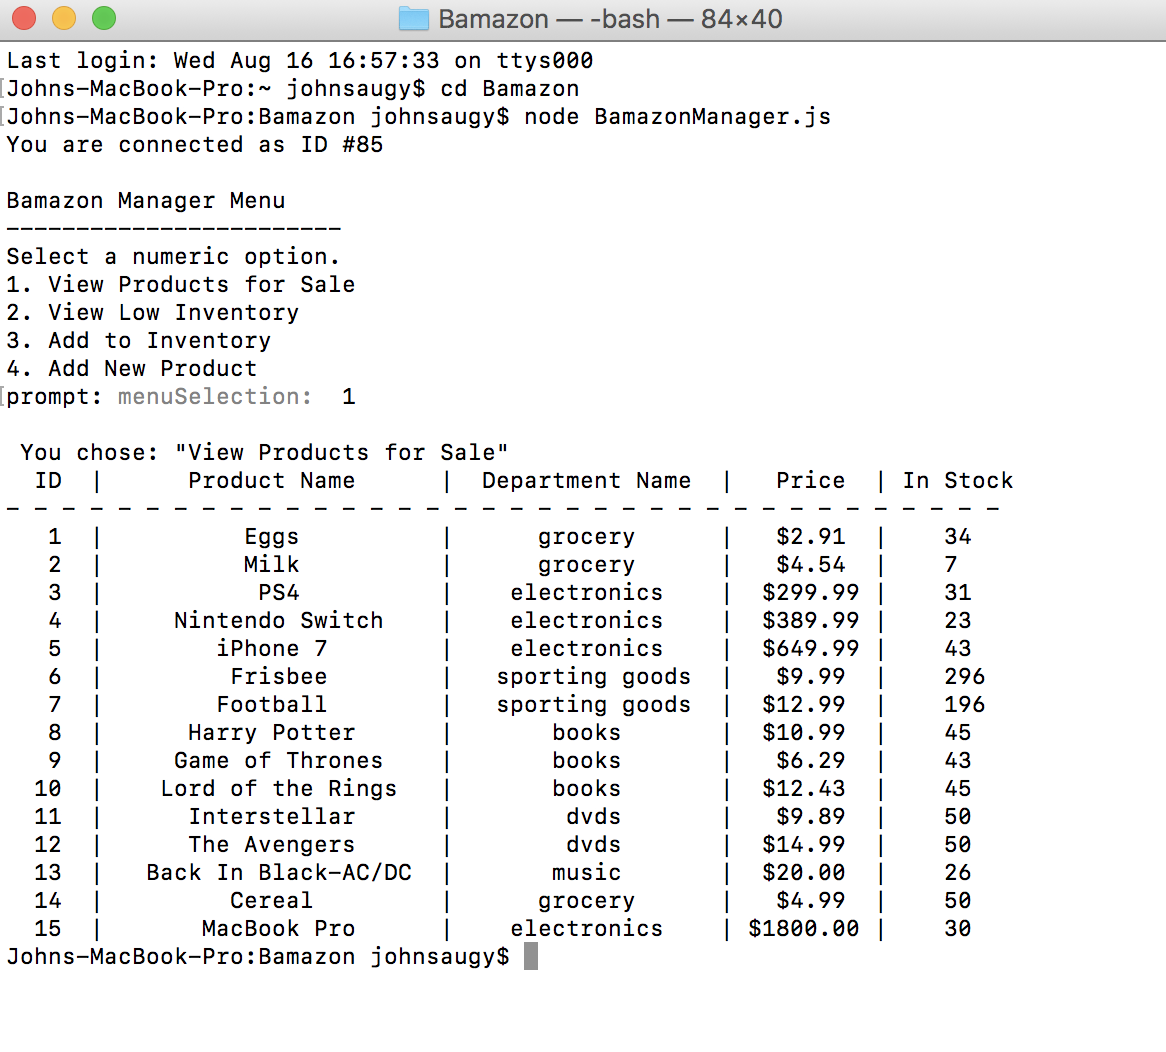 Bamazon — -bash — 84×40
Last login: Wed Aug 16 16:57:33 on ttys000
[Johns-MacBook-Pro:~ johnsaugy$ cd Bamazon
[Johns-MacBook-Pro:Bamazon johnsaugy$ node BamazonManager.js
You are connected as ID #85

Bamazon Manager Menu
------------------------
Select a numeric option.
1. View Products for Sale
2. View Low Inventory
3. Add to Inventory
4. Add New Product
[prompt: menuSelection:  1

 You chose: "View Products for Sale"
  ID  |      Product Name      |  Department Name  |   Price  | In Stock
- - - - - - - - - - - - - - - - - - - - - - - - - - - - - - - - - - - -
   1  |          Eggs          |      grocery      |   $2.91  |    34
   2  |          Milk          |      grocery      |   $4.54  |    7
   3  |           PS4          |    electronics    |  $299.99 |    31
   4  |     Nintendo Switch    |    electronics    |  $389.99 |    23
   5  |        iPhone 7        |    electronics    |  $649.99 |    43
   6  |         Frisbee        |   sporting goods  |   $9.99  |    296
   7  |        Football        |   sporting goods  |  $12.99  |    196
   8  |      Harry Potter      |       books       |  $10.99  |    45
   9  |     Game of Thrones    |       books       |   $6.29  |    43
  10  |    Lord of the Rings   |       books       |  $12.43  |    45
  11  |      Interstellar      |        dvds       |   $9.89  |    50
  12  |      The Avengers      |        dvds       |  $14.99  |    50
  13  |   Back In Black-AC/DC  |       music       |  $20.00  |    26
  14  |         Cereal         |      grocery      |   $4.99  |    50
  15  |       MacBook Pro      |    electronics    | $1800.00 |    30
Johns-MacBook-Pro:Bamazon johnsaugy$